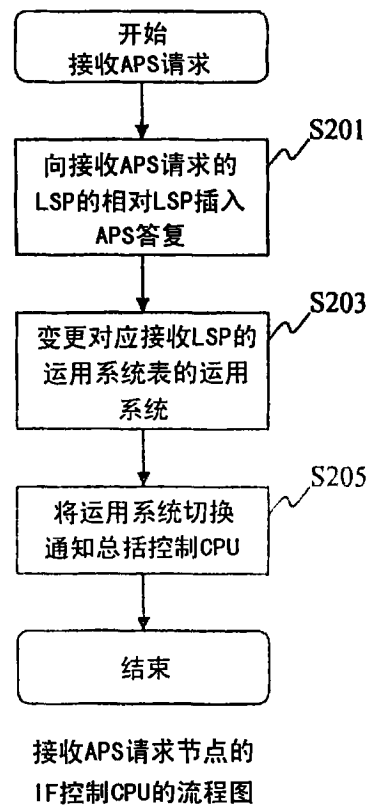 开始
接收APS请求
S201
向接收APS请求的
LSP的相对LSP插入
APS答复
S203
变更对应接收LSP的
运用系统表的运用
系统
S205
将运用系统切换
通知总括控制CPU
结束
接收APS请求节点的
IF控制CPU的流程图